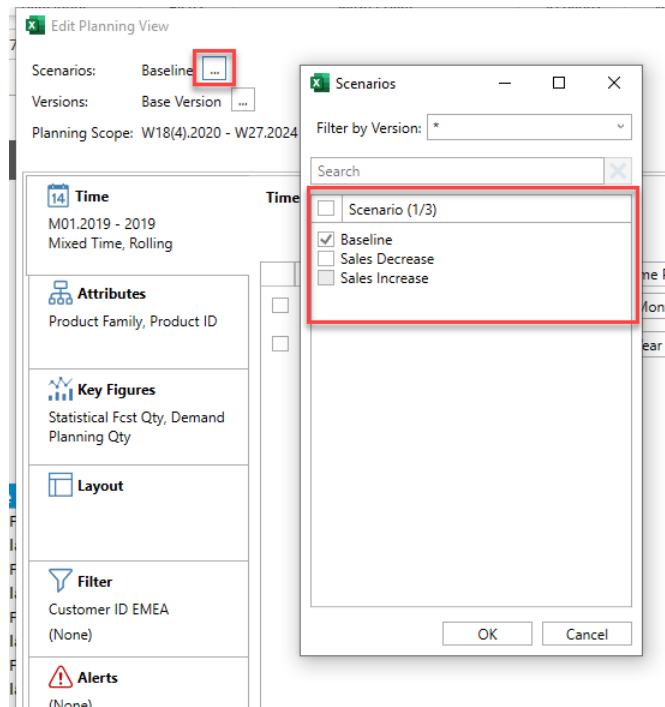 Edit Planning View
Scenarios: Baseline ...
Versions: Base Version ...
Planning Scope: W18(4).2020 - W27.2024
14 Time
M01.2019 - 2019
Mixed Time, Rolling
Attributes
Product Family, Product ID
Key Figures
Statistical Fcst Qty, Demand
Planning Qty
Layout
Filter
Customer ID EMEA
(None)
Alerts
(None)
Time
Scenarios
Filter by Version: *
Search
Scenario (1/3)
Baseline
Sales Decrease
Sales Increase
OK Cancel